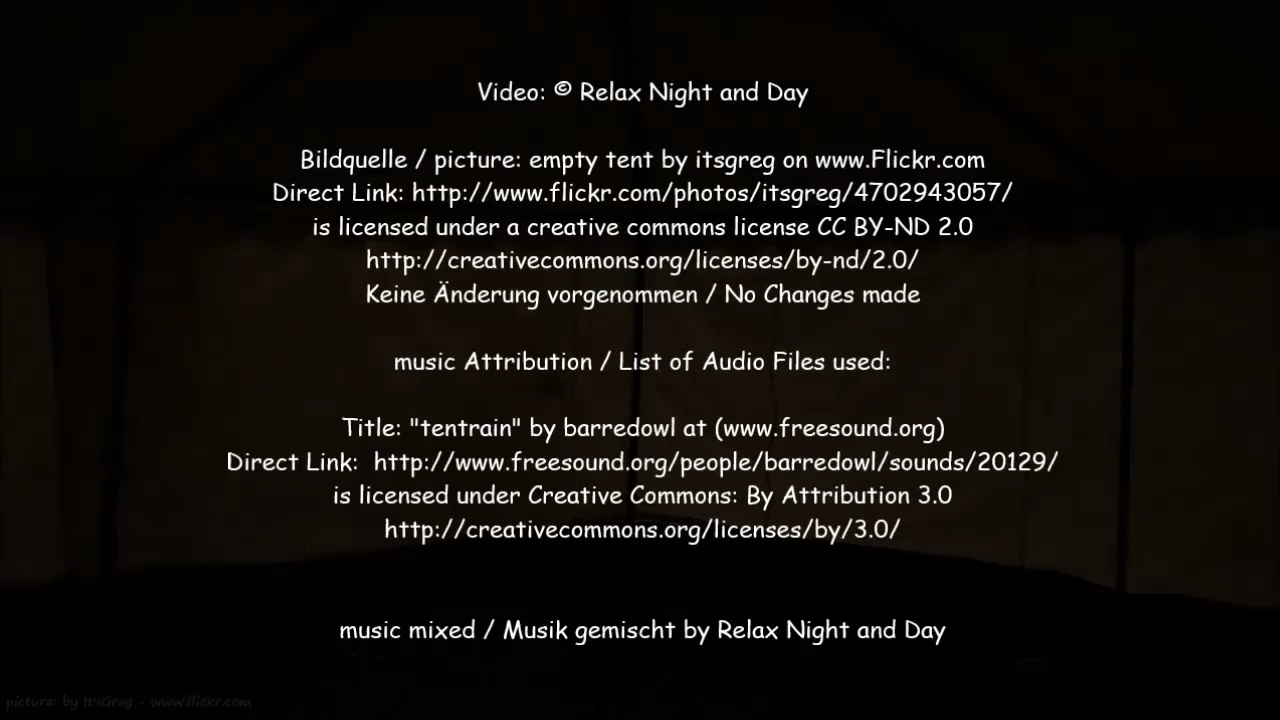 Video: © Relax Night and Day
Bildquelle / picture: empty tent by itsgreg on www.Flickr.com
Direct Link: http://www.flickr.com/photos/itsgreg/4702943057/
is licensed under a creative commons license CC BY-ND 2.0
http://creativecommons.org/licenses/by-nd/2.0/
Keine Änderung vorgenommen / No Changes made
music Attribution / List of Audio Files used:
Title: "tentrain" by barredowl at (www.freesound.org)
Direct Link:  http://www.freesound.org/people/barredowl/sounds/20129/
is licensed under Creative Commons: By Attribution 3.0
http://creativecommons.org/licenses/by/3.0/
music mixed / Musik gemischt by Relax Night and Day
picture: by It'sGreg - www.flickr.com